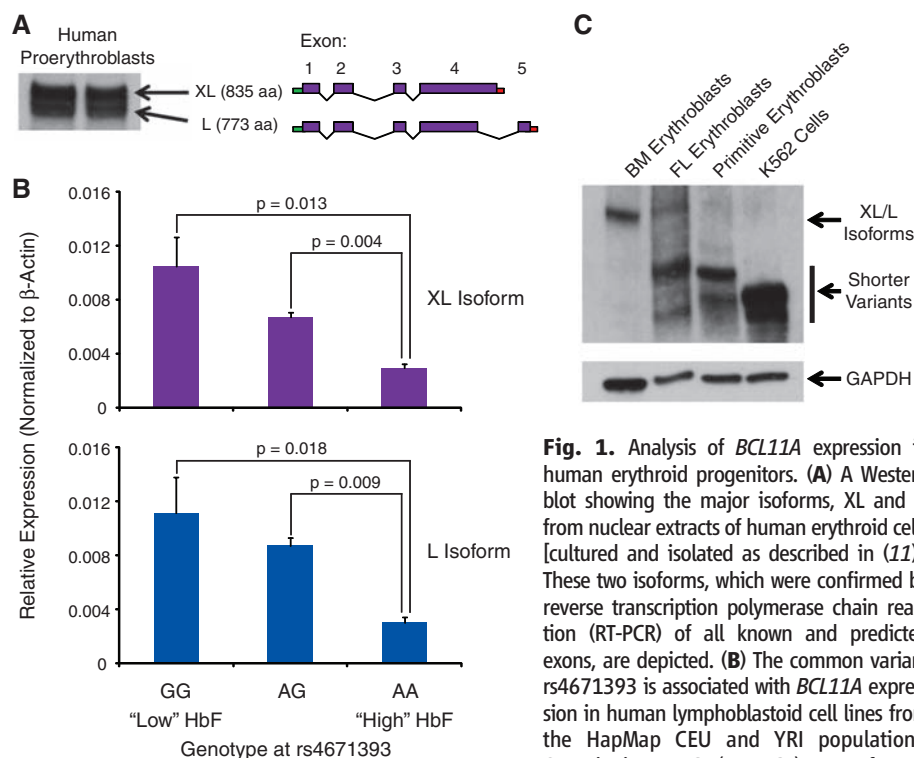 A
Human
Proerythroblasts
XL (835 aa)
L (773 aa)
Exon:
1 2 3 4 5
B
Relative Expression (Normalized to β-Actin)
0.016
0.012
0.008
0.004
0
p = 0.013
p = 0.004
XL Isoform
0.016
0.012
0.008
0.004
0
p = 0.018
p = 0.009
L Isoform
GG AG AA
“Low” HbF “High” HbF
Genotype at rs4671393
C
BM Erythroblasts
FL Erythroblasts
Primitive Erythroblasts
K562 Cells
XL/L
Isoforms
Shorter
Variants
GAPDH
Fig. 1. Analysis of BCL11A expression
human erythroid progenitors. (A) A Wester
blot showing the major isoforms, XL and
from nuclear extracts of human erythroid cel
[cultured and isolated as described in (11)
These two isoforms, which were confirmed b
reverse transcription polymerase chain reac-
tion (RT-PCR) of all known and predicte
exons, are depicted. (B) The common varian
rs4671393 is associated with BCL11A expres-
sion in human lymphoblastoid cell lines fro
the HapMap CEU and YRI population